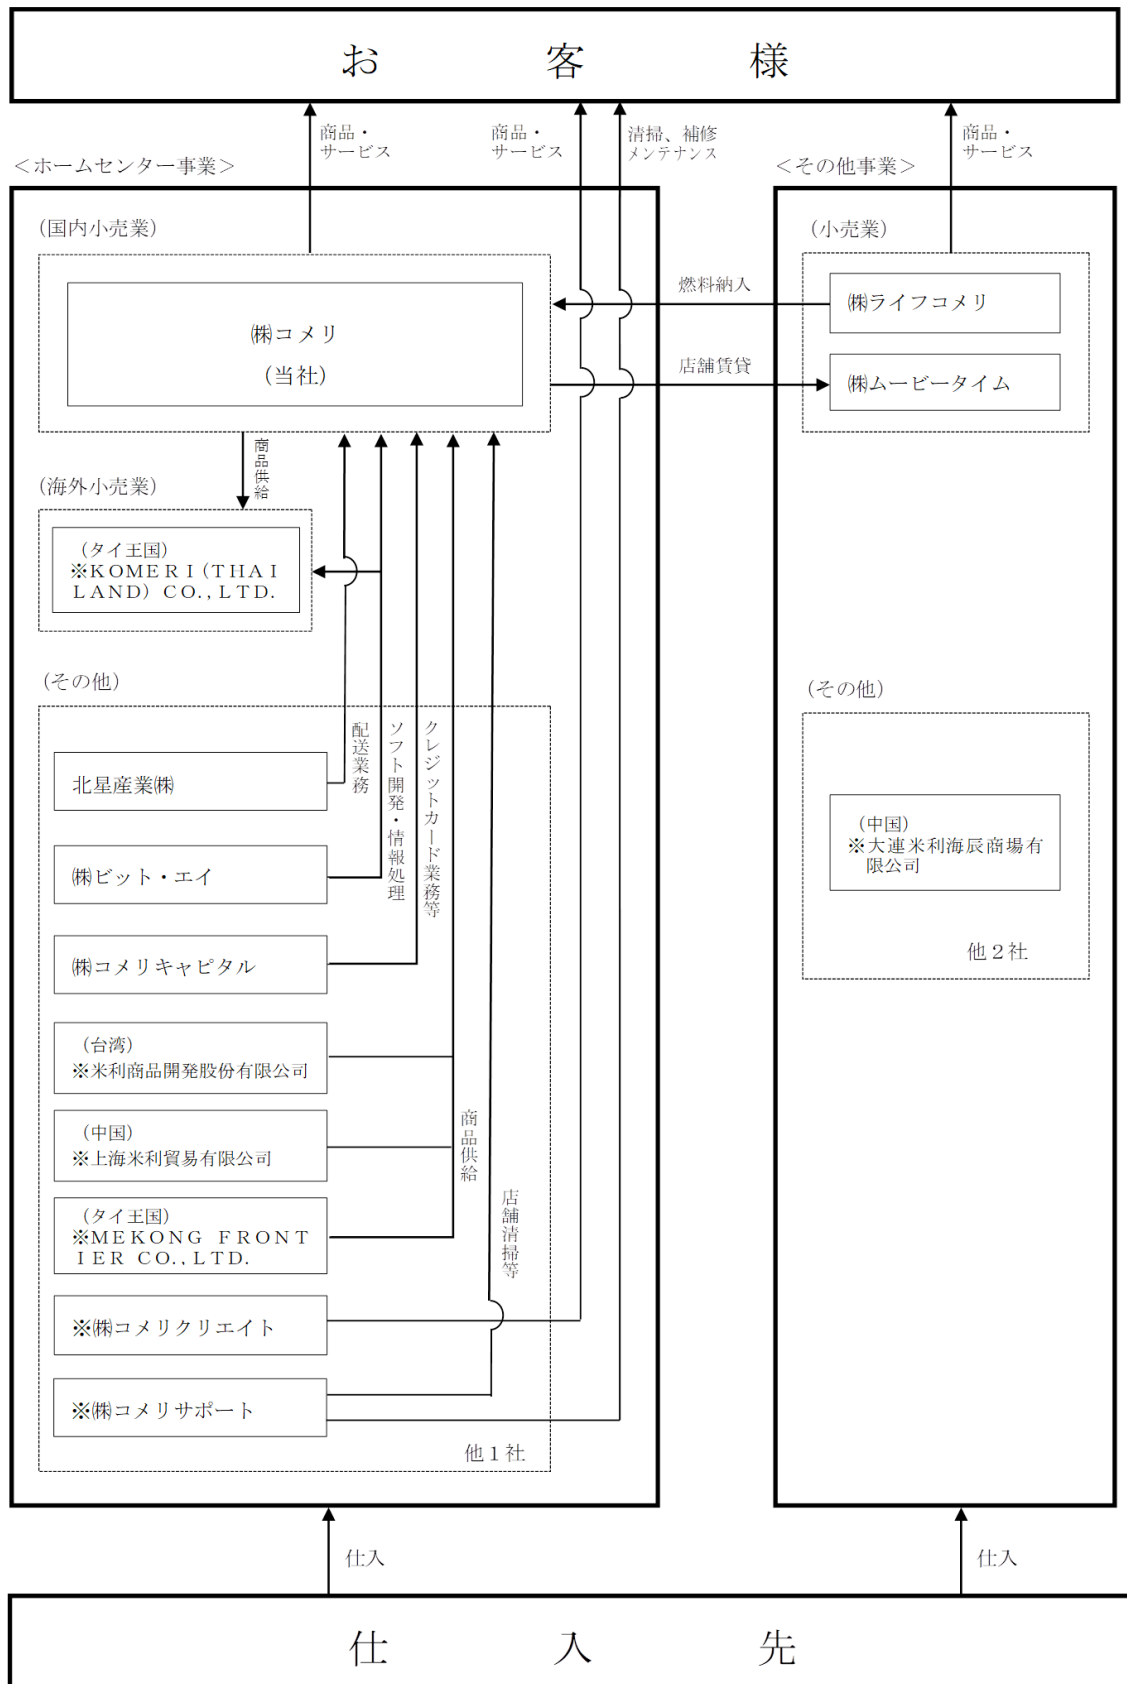 お客様
商品・
サービス
商品・
サービス
清掃、補修
メンテナンス
商品・
サービス
＜ホームセンター事業＞
＜その他事業＞
(国内小売業)
(小売業)
㈱コメリ
(当社)
燃料納入
㈱ライフコメリ
店舗賃貸
㈱ムービータイム
商品供給
(海外小売業)
(タイ王国)
※ＫＯＭＥＲＩ(ＴＨＡＩ
ＬＡＮＤ) ＣＯ.,ＬＴＤ.
(その他)
(その他)
配送業務
ソフト開発・情報処理
クレジットカード業務等
北星産業㈱
㈱ビット・エイ
㈱コメリキャピタル
(中国)
※大連米利海辰商場有
限公司
他２社
(台湾)
※米利商品開発股份有限公司
(中国)
※上海米利貿易有限公司
商品供給
(タイ王国)
※ＭＥＫＯＮＧ ＦＲＯＮＴ
ＩＥＲ ＣＯ.,ＬＴＤ.
店舗清掃等
※㈱コメリクリエイト
※㈱コメリサポート
他１社
仕入
仕入
仕入先